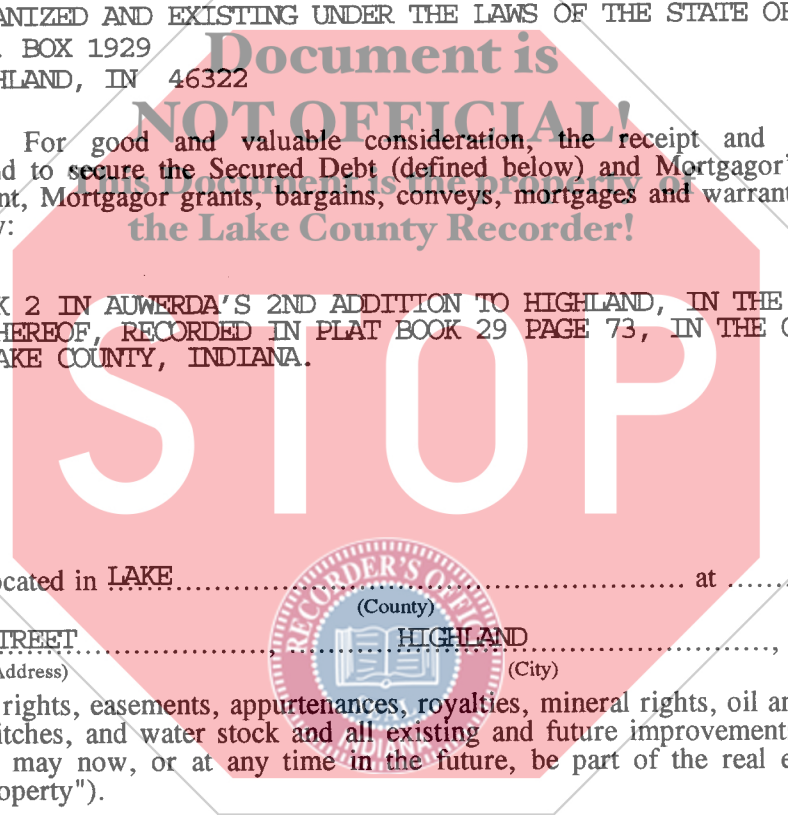 ANIZED AND EXISTING UNDER THE LAWS OF THE STATE OF
. BOX 1929
HLAND, IN 46322
Document is
NOT OFFICIAL!
This Document is the property of
the Lake County Recorder!
For good and valuable consideration, the receipt and
d to secure the Secured Debt (defined below) and Mortgagor'
nt, Mortgagor grants, bargains, conveys, mortgages and warrant
y:
K 2 IN AUWERDA'S 2ND ADDITION TO HIGHLAND, IN THE
HEREOF, RECORDED IN PLAT BOOK 29 PAGE 73, IN THE
AKE COUNTY, INDIANA.
STOP
ocated in LAKE at
(County)
TREET, HIGHLAND,
Address) (City)
RECORDER'S OFFICE
INDIANA
rights, easements, appurtenances, royalties, mineral rights, oil an
itches, and water stock and all existing and future improvement
may now, or at any time in the future, be part of the real e
operty").